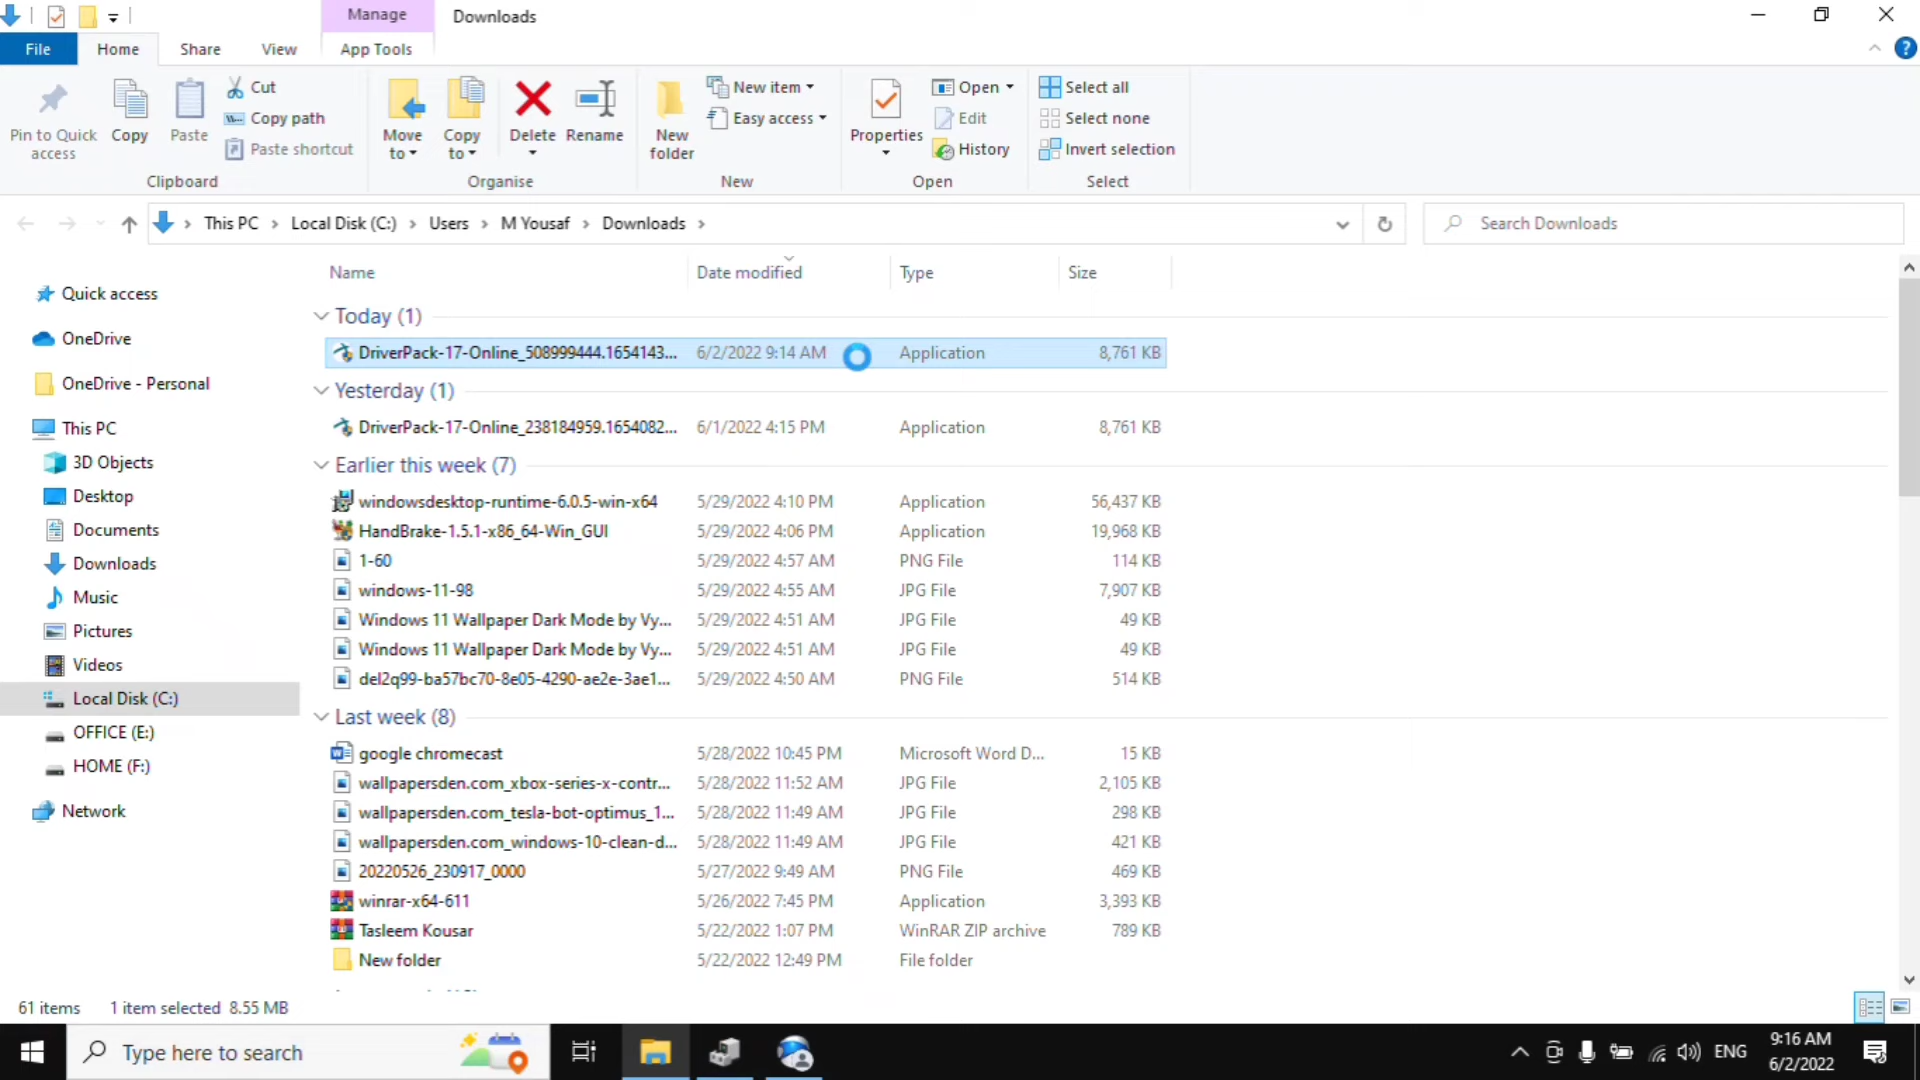 Manage
Downloads
File
Home
Share
View
App Tools
Pin to Quick access
Copy
Paste
Cut
Copy path
Paste shortcut
Clipboard
Move to
Copy to
Delete
Rename
Organise
New folder
New item
Easy access
New
Properties
Open
Edit
History
Open
Select all
Select none
Invert selection
Select
This PC > Local Disk (C:) > Users > M Yousaf > Downloads >
Search Downloads
Name Date modified Type Size
Quick access
OneDrive
OneDrive - Personal
This PC
3D Objects
Desktop
Documents
Downloads
Music
Pictures
Videos
Local Disk (C:)
OFFICE (E:)
HOME (F:)
Network
Today (1)
DriverPack-17-Online_508999444.1654143... 6/2/2022 9:14 AM Application 8,761 KB
Yesterday (1)
DriverPack-17-Online_238184959.1654082... 6/1/2022 4:15 PM Application 8,761 KB
Earlier this week (7)
windowsdesktop-runtime-6.0.5-win-x64 5/29/2022 4:10 PM Application 56,437 KB
HandBrake-1.5.1-x86_64-Win_GUI 5/29/2022 4:06 PM Application 19,968 KB
1-60 5/29/2022 4:57 AM PNG File 114 KB
windows-11-98 5/29/2022 4:55 AM JPG File 7,907 KB
Windows 11 Wallpaper Dark Mode by Vy... 5/29/2022 4:51 AM JPG File 49 KB
Windows 11 Wallpaper Dark Mode by Vy... 5/29/2022 4:51 AM JPG File 49 KB
del2q99-ba57bc70-8e05-4290-ae2e-3ae1... 5/29/2022 4:50 AM PNG File 514 KB
Last week (8)
google chromecast 5/28/2022 10:45 PM Microsoft Word D... 15 KB
wallpapersden.com_xbox-series-x-contr... 5/28/2022 11:52 AM JPG File 2,105 KB
wallpapersden.com_tesla-bot-optimus_1... 5/28/2022 11:49 AM JPG File 298 KB
wallpapersden.com_windows-10-clean-d... 5/28/2022 11:49 AM JPG File 421 KB
20220526_230917_0000 5/27/2022 9:49 AM PNG File 469 KB
winrar-x64-611 5/26/2022 7:45 PM Application 3,393 KB
Tasleem Kousar 5/22/2022 1:07 PM WinRAR ZIP archive 789 KB
New folder 5/22/2022 12:49 PM File folder
61 items 1 item selected 8.55 MB
Type here to search
ENG
9:16 AM
6/2/2022